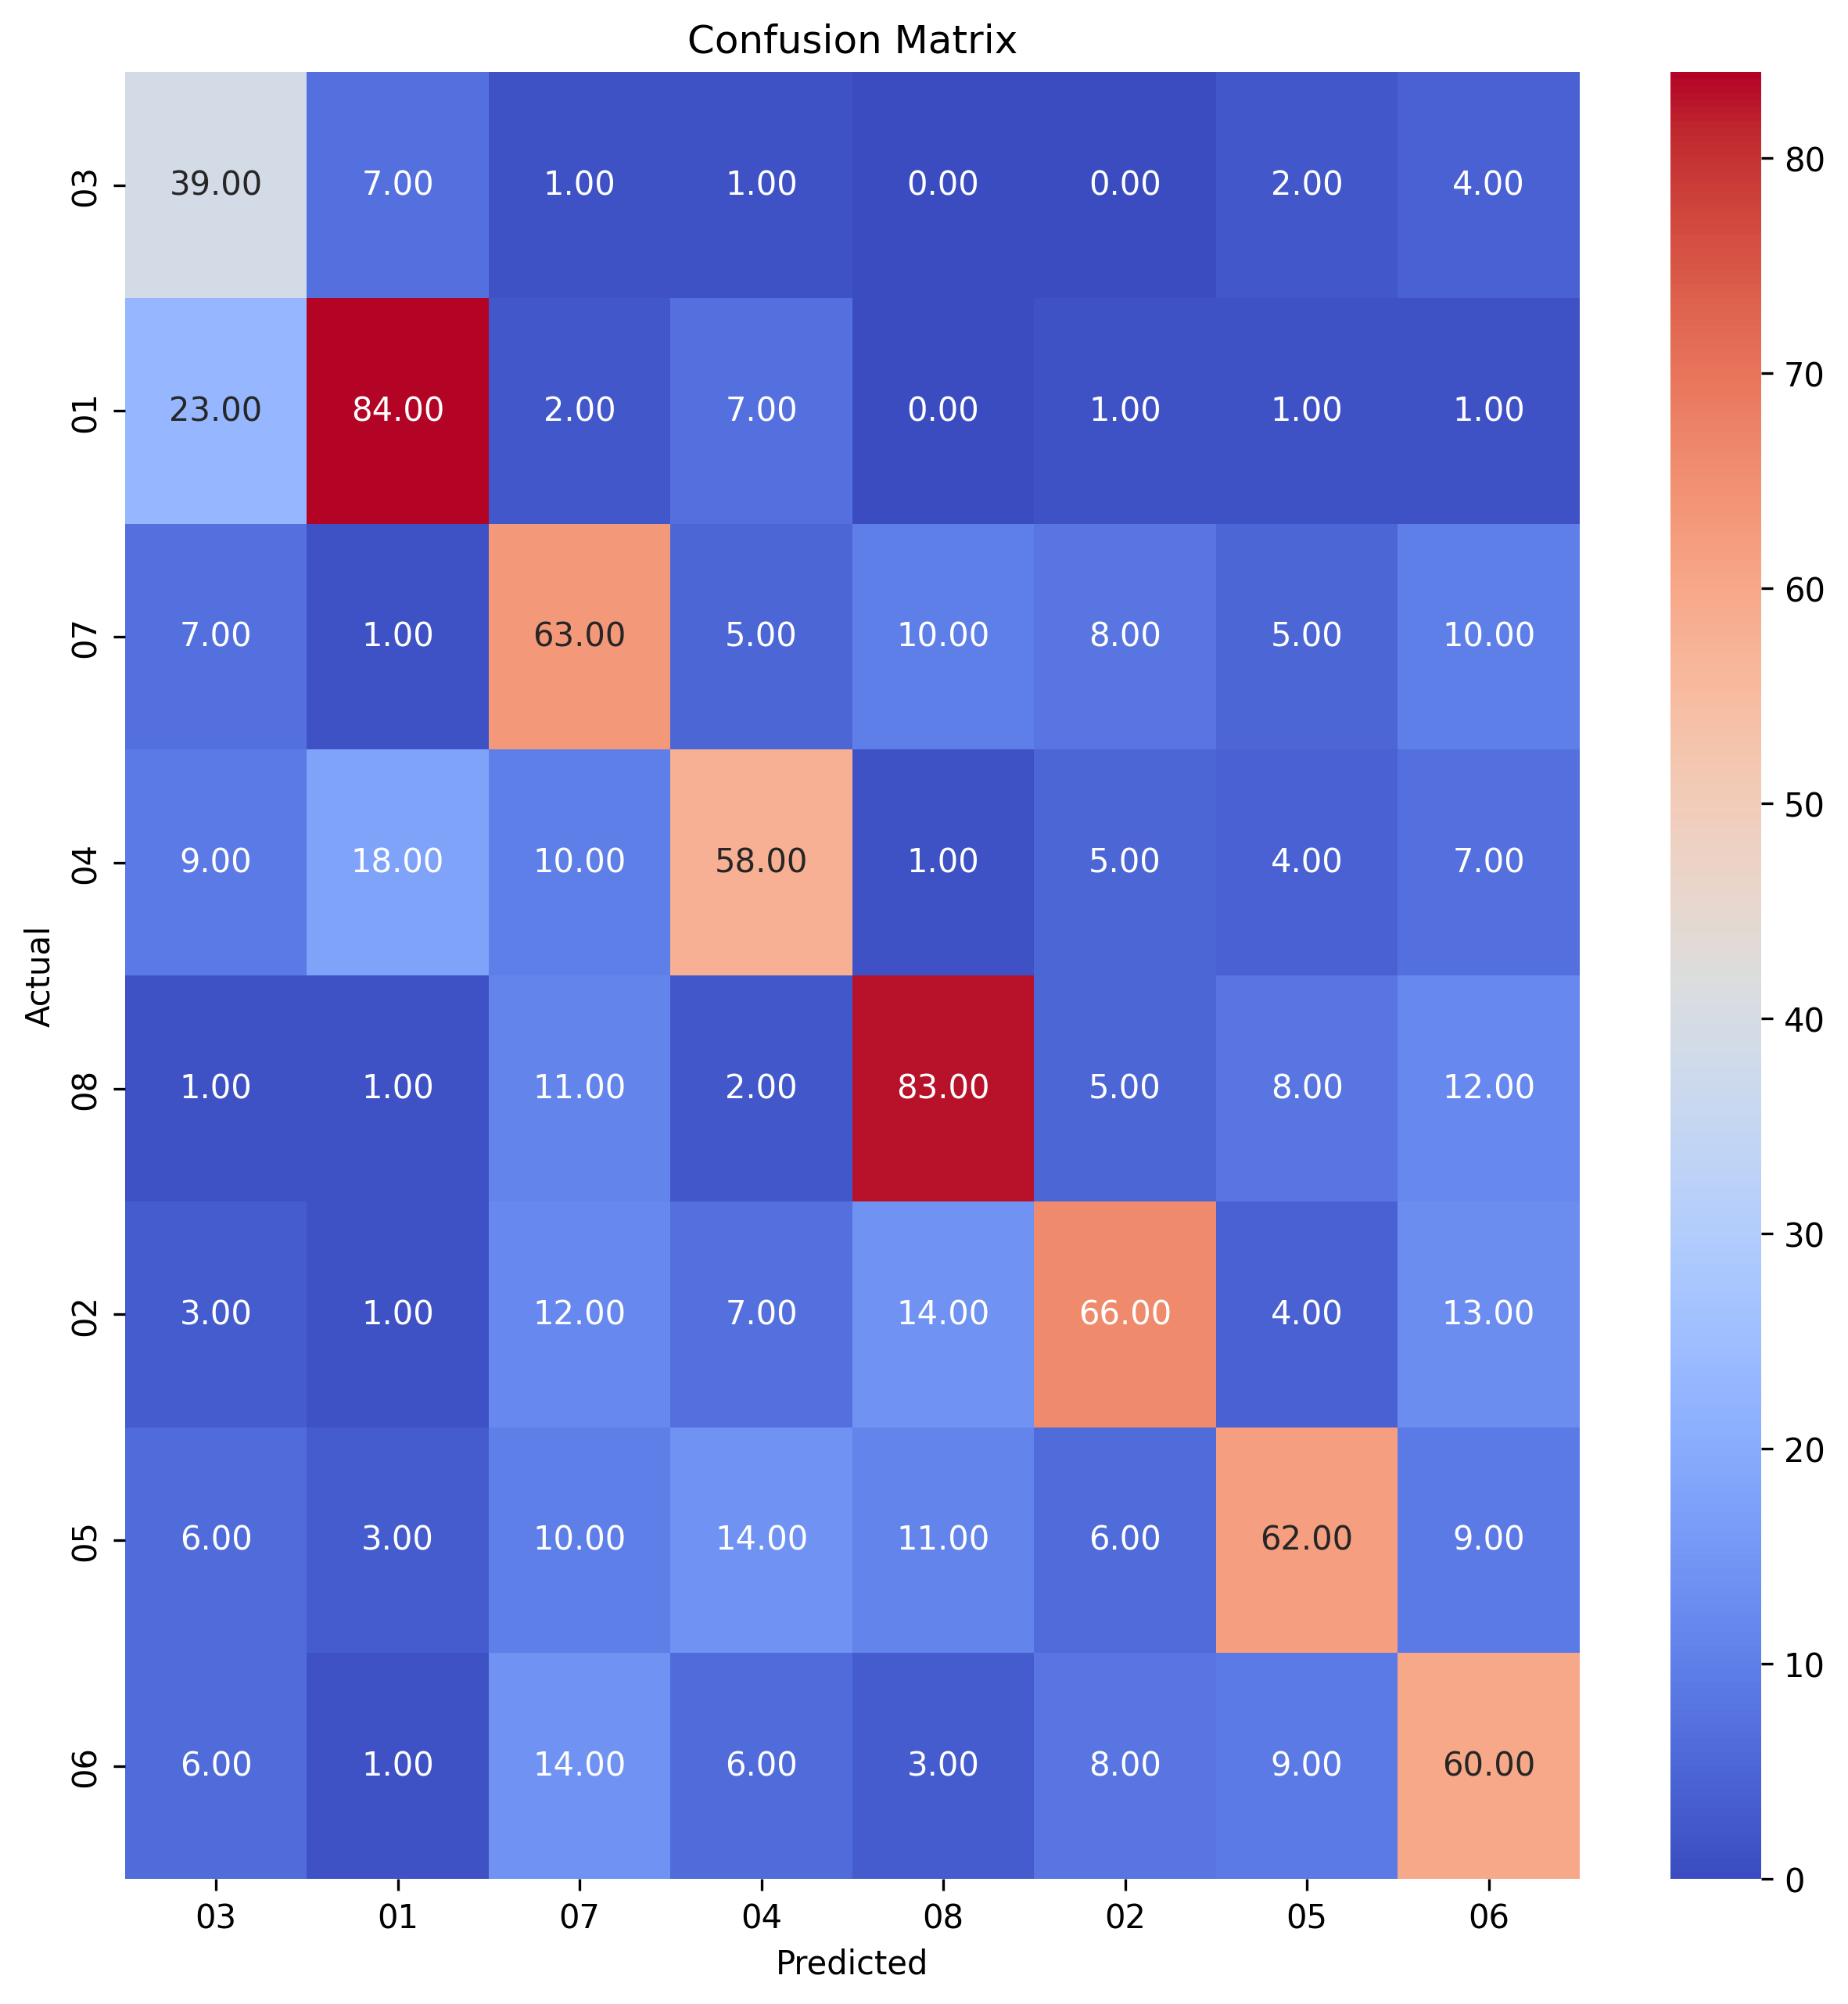 Confusion Matrix
03 39.00 7.00 1.00 1.00 0.00 0.00 2.00 4.00
01 23.00 84.00 2.00 7.00 0.00 1.00 1.00 1.00
07 7.00 1.00 63.00 5.00 10.00 8.00 5.00 10.00
04 9.00 18.00 10.00 58.00 1.00 5.00 4.00 7.00
08 1.00 1.00 11.00 2.00 83.00 5.00 8.00 12.00
02 3.00 1.00 12.00 7.00 14.00 66.00 4.00 13.00
05 6.00 3.00 10.00 14.00 11.00 6.00 62.00 9.00
06 6.00 1.00 14.00 6.00 3.00 8.00 9.00 60.00
03 01 07 04 08 02 05 06
Predicted
Actual
80
70
60
50
40
30
20
10
0